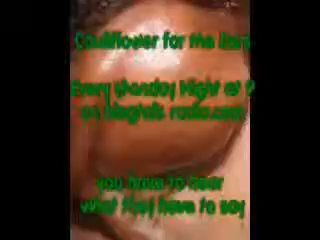 Cauliflower for the Ears
Every Monday Night at 9
on blogtalk radio.com
you have to hear
what they have to say